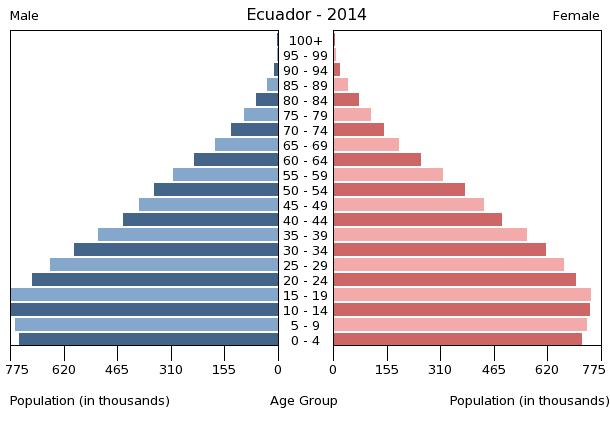 Male Ecuador - 2014 Female
100+
95 - 99
90 - 94
85 - 89
80 - 84
75 - 79
70 - 74
65 - 69
60 - 64
55 - 59
50 - 54
45 - 49
40 - 44
35 - 39
30 - 34
25 - 29
20 - 24
15 - 19
10 - 14
5 - 9
0 - 4
775 620 465 310 155 0 0 155 310 465 620 775
Population (in thousands) Age Group Population (in thousands)